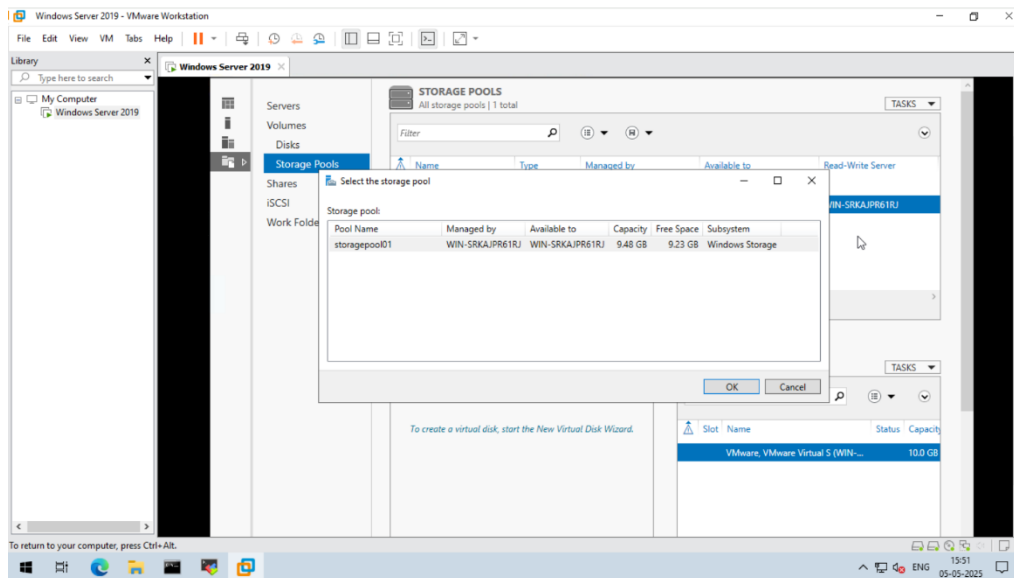 Windows Server 2019 - VMware Workstation
File Edit View VM Tabs Help
Library
Windows Server 2019
Type here to search
My Computer
Windows Server 2019
Servers
Volumes
Disks
Storage Pools
Shares
iSCSI
Work Folde
STORAGE POOLS
All storage pools | 1 total
TASKS
Filter
Name Type Managed by Available to Read-Write Server
WIN-SRKAJPR61RJ
Select the storage pool
Storage pool:
Pool Name Managed by Available to Capacity Free Space Subsystem
storagepool01 WIN-SRKAJPR61RJ WIN-SRKAJPR61RJ 9.48 GB 9.23 GB Windows Storage
OK Cancel
TASKS
To create a virtual disk, start the New Virtual Disk Wizard.
Slot Name Status Capacity
VMware, VMware Virtual S (WIN-... 10.0 GB
To return to your computer, press Ctrl+Alt.
ENG
15:51
05-05-2025